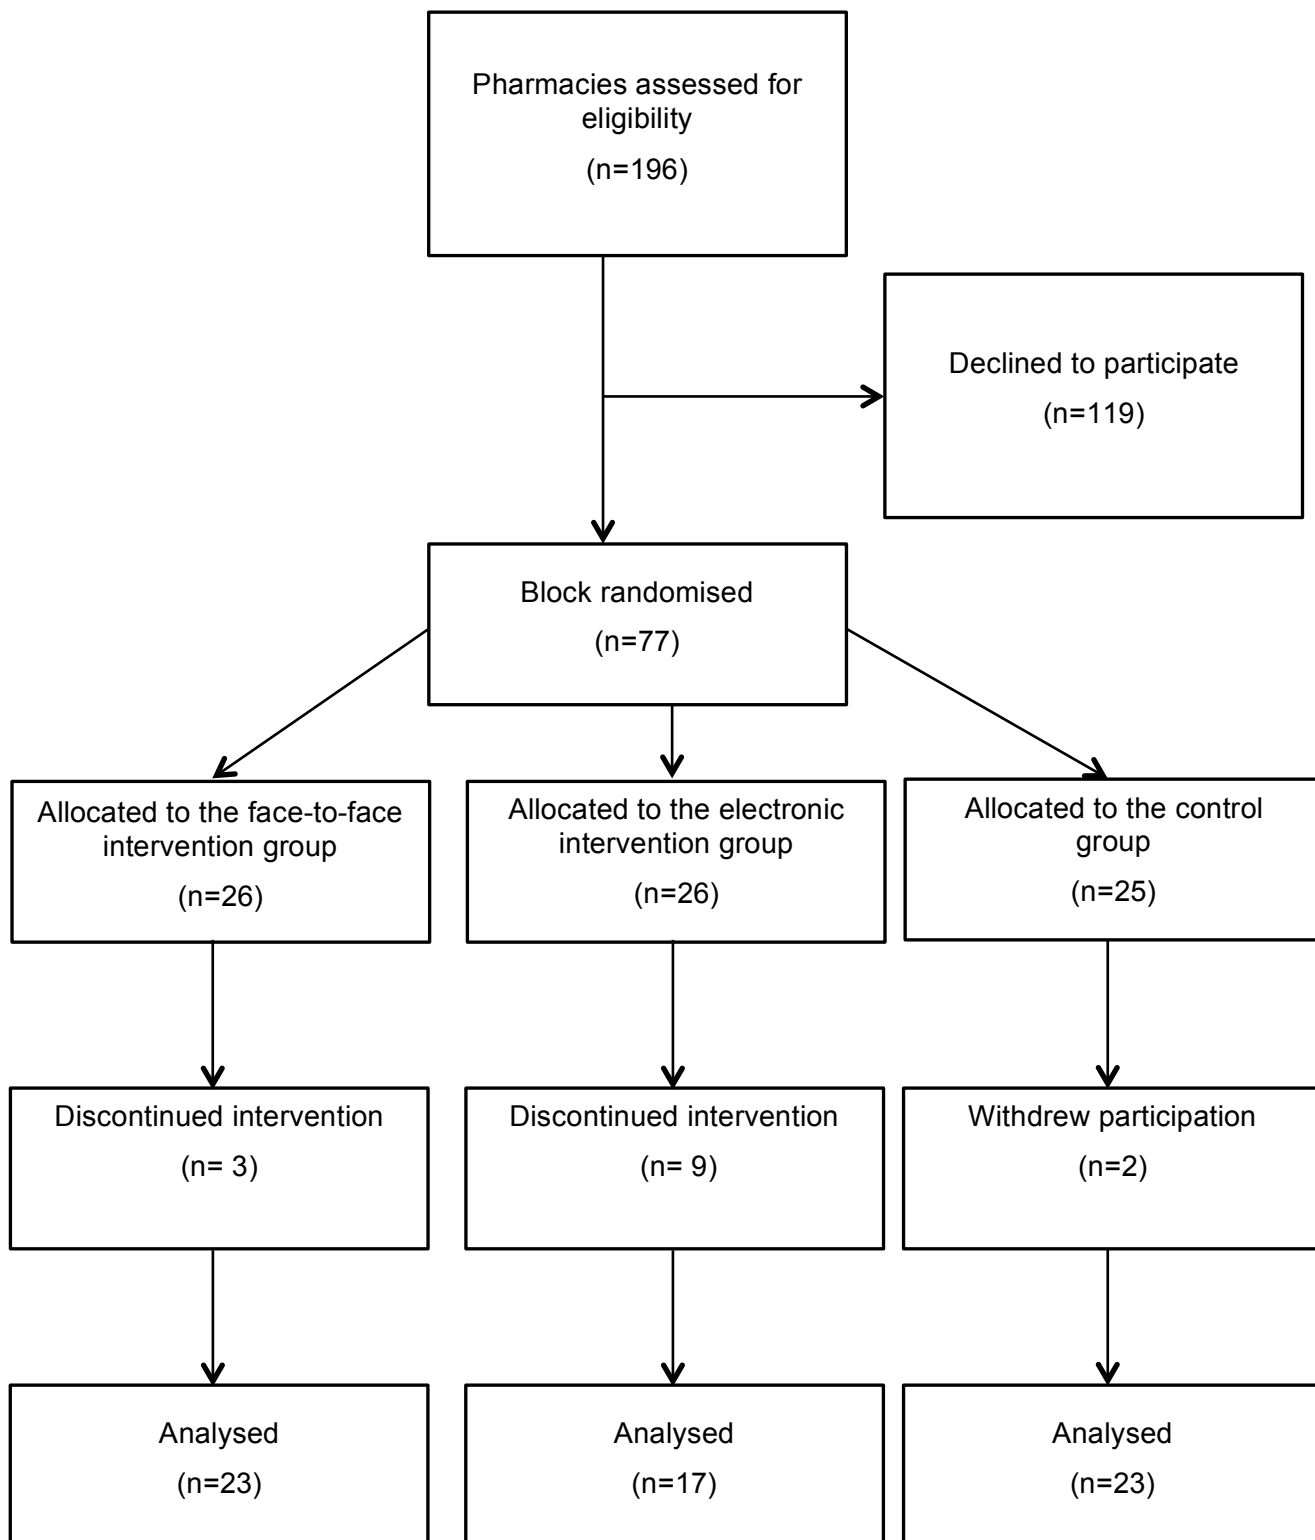 Pharmacies assessed for
eligibility
(n=196)
Declined to participate
(n=119)
Block randomised
(n=77)
Allocated to the face-to-face
intervention group
(n=26)
Allocated to the electronic
intervention group
(n=26)
Allocated to the control
group
(n=25)
Discontinued intervention
(n= 3)
Discontinued intervention
(n= 9)
Withdrew participation
(n=2)
Analysed
(n=23)
Analysed
(n=17)
Analysed
(n=23)